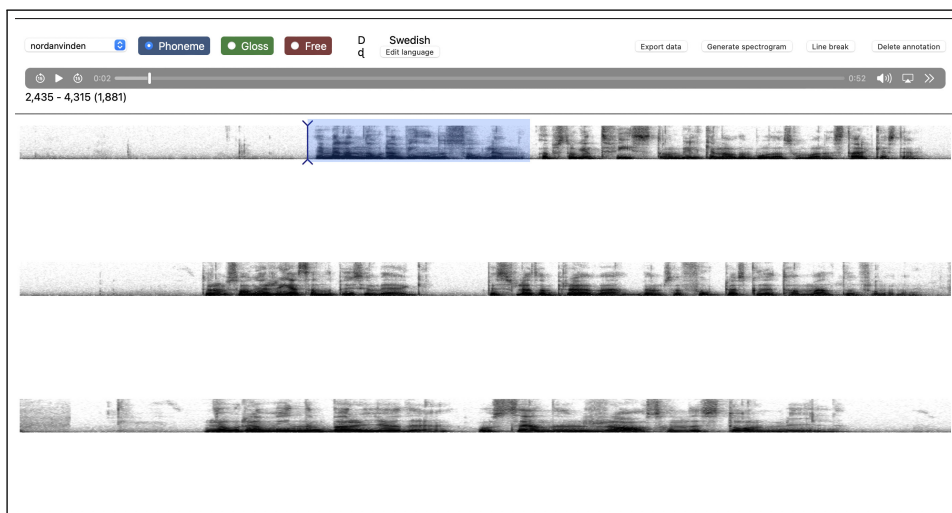 nordanvinden Phoneme Gloss Free D Swedish Export data Generate spectrogram Line break Delete annotation
ɖ Edit language
0:02 0:52
2,435 - 4,315 (1,881)